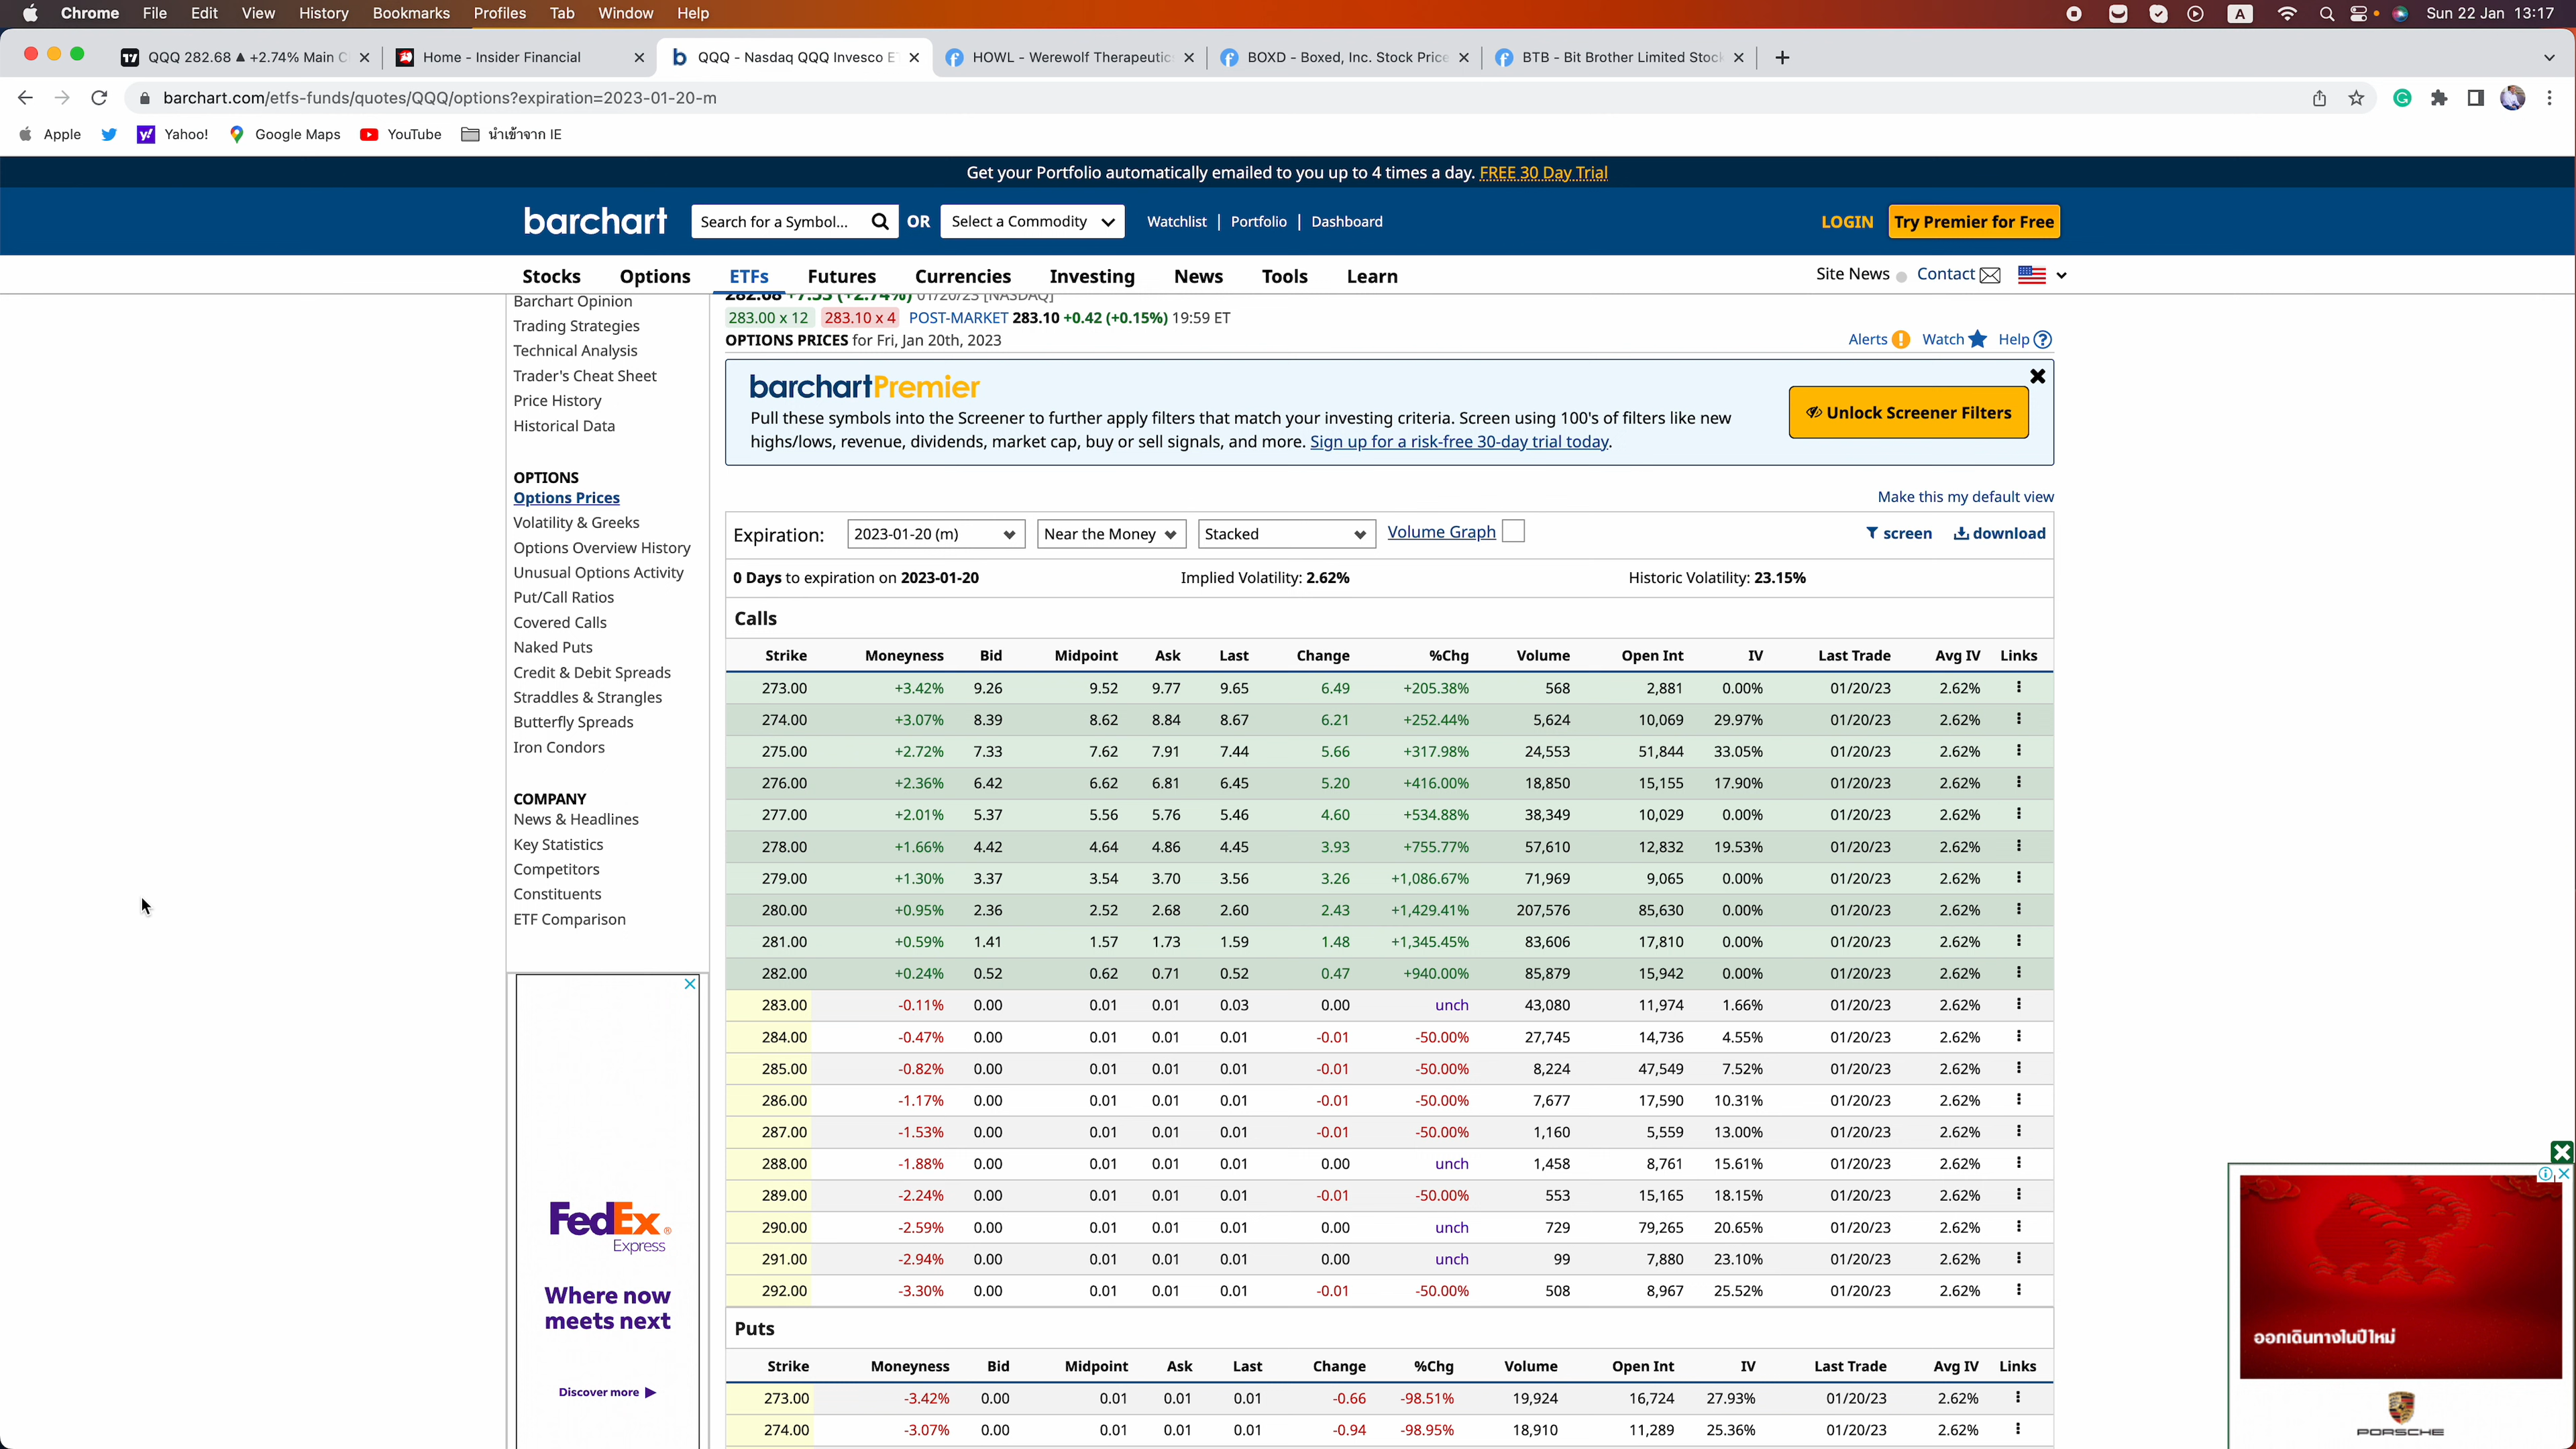 Chrome File Edit View History Bookmarks Profiles Tab Window Help A Sun 22 Jan 13:17
QQQ 282.68 ▲ +2.74% Main C Home - Insider Financial QQQ - Nasdaq QQQ Invesco E HOWL - Werewolf Therapeutic BOXD - Boxed, Inc. Stock Price BTB - Bit Brother Limited Stock
barchart.com/etfs-funds/quotes/QQQ/options?expiration=2023-01-20-m
Apple Yahoo! Google Maps YouTube นำเข้าจาก IE
Get your Portfolio automatically emailed to you up to 4 times a day. FREE 30 Day Trial
barchart Search for a Symbol... OR Select a Commodity Watchlist | Portfolio | Dashboard LOGIN Try Premier for Free
Stocks Options ETFs Futures Currencies Investing News Tools Learn Site News Contact
282.68 +7.53 (+2.74%) 01/20/23 [NASDAQ]
283.00 x 12 283.10 x 4 POST-MARKET 283.10 +0.42 (+0.15%) 19:59 ET
OPTIONS PRICES for Fri, Jan 20th, 2023 Alerts Watch Help
barchartPremier
Pull these symbols into the Screener to further apply filters that match your investing criteria. Screen using 100's of filters like new
highs/lows, revenue, dividends, market cap, buy or sell signals, and more. Sign up for a risk-free 30-day trial today.
Unlock Screener Filters
Barchart Opinion
Trading Strategies
Technical Analysis
Trader's Cheat Sheet
Price History
Historical Data
OPTIONS
Options Prices
Volatility & Greeks
Options Overview History
Unusual Options Activity
Put/Call Ratios
Covered Calls
Naked Puts
Credit & Debit Spreads
Straddles & Strangles
Butterfly Spreads
Iron Condors
COMPANY
News & Headlines
Key Statistics
Competitors
Constituents
ETF Comparison
Make this my default view
Expiration: 2023-01-20 (m) Near the Money Stacked Volume Graph screen download
0 Days to expiration on 2023-01-20 Implied Volatility: 2.62% Historic Volatility: 23.15%
Calls
Strike Moneyness Bid Midpoint Ask Last Change %Chg Volume Open Int IV Last Trade Avg IV Links
273.00 +3.42% 9.26 9.52 9.77 9.65 6.49 +205.38% 568 2,881 0.00% 01/20/23 2.62%
274.00 +3.07% 8.39 8.62 8.84 8.67 6.21 +252.44% 5,624 10,069 29.97% 01/20/23 2.62%
275.00 +2.72% 7.33 7.62 7.91 7.44 5.66 +317.98% 24,553 51,844 33.05% 01/20/23 2.62%
276.00 +2.36% 6.42 6.62 6.81 6.45 5.20 +416.00% 18,850 15,155 17.90% 01/20/23 2.62%
277.00 +2.01% 5.37 5.56 5.76 5.46 4.60 +534.88% 38,349 10,029 0.00% 01/20/23 2.62%
278.00 +1.66% 4.42 4.64 4.86 4.45 3.93 +755.77% 57,610 12,832 19.53% 01/20/23 2.62%
279.00 +1.30% 3.37 3.54 3.70 3.56 3.26 +1,086.67% 71,969 9,065 0.00% 01/20/23 2.62%
280.00 +0.95% 2.36 2.52 2.68 2.60 2.43 +1,429.41% 207,576 85,630 0.00% 01/20/23 2.62%
281.00 +0.59% 1.41 1.57 1.73 1.59 1.48 +1,345.45% 83,606 17,810 0.00% 01/20/23 2.62%
282.00 +0.24% 0.52 0.62 0.71 0.52 0.47 +940.00% 85,879 15,942 0.00% 01/20/23 2.62%
283.00 -0.11% 0.00 0.01 0.01 0.03 0.00 unch 43,080 11,974 1.66% 01/20/23 2.62%
284.00 -0.47% 0.00 0.01 0.01 0.01 -0.01 -50.00% 27,745 14,736 4.55% 01/20/23 2.62%
285.00 -0.82% 0.00 0.01 0.01 0.01 -0.01 -50.00% 8,224 47,549 7.52% 01/20/23 2.62%
286.00 -1.17% 0.00 0.01 0.01 0.01 -0.01 -50.00% 7,677 17,590 10.31% 01/20/23 2.62%
287.00 -1.53% 0.00 0.01 0.01 0.01 -0.01 -50.00% 1,160 5,559 13.00% 01/20/23 2.62%
288.00 -1.88% 0.00 0.01 0.01 0.01 0.00 unch 1,458 8,761 15.61% 01/20/23 2.62%
289.00 -2.24% 0.00 0.01 0.01 0.01 -0.01 -50.00% 553 15,165 18.15% 01/20/23 2.62%
290.00 -2.59% 0.00 0.01 0.01 0.01 0.00 unch 729 79,265 20.65% 01/20/23 2.62%
291.00 -2.94% 0.00 0.01 0.01 0.01 0.00 unch 99 7,880 23.10% 01/20/23 2.62%
292.00 -3.30% 0.00 0.01 0.01 0.01 -0.01 -50.00% 508 8,967 25.52% 01/20/23 2.62%
Puts
Strike Moneyness Bid Midpoint Ask Last Change %Chg Volume Open Int IV Last Trade Avg IV Links
273.00 -3.42% 0.00 0.01 0.01 0.01 -0.66 -98.51% 19,924 16,724 27.93% 01/20/23 2.62%
274.00 -3.07% 0.00 0.01 0.01 0.01 -0.94 -98.95% 18,910 11,289 25.36% 01/20/23 2.62%
FedEx
Express
Where now
meets next
Discover more
ออกเดินทางในปีใหม่
PORSCHE